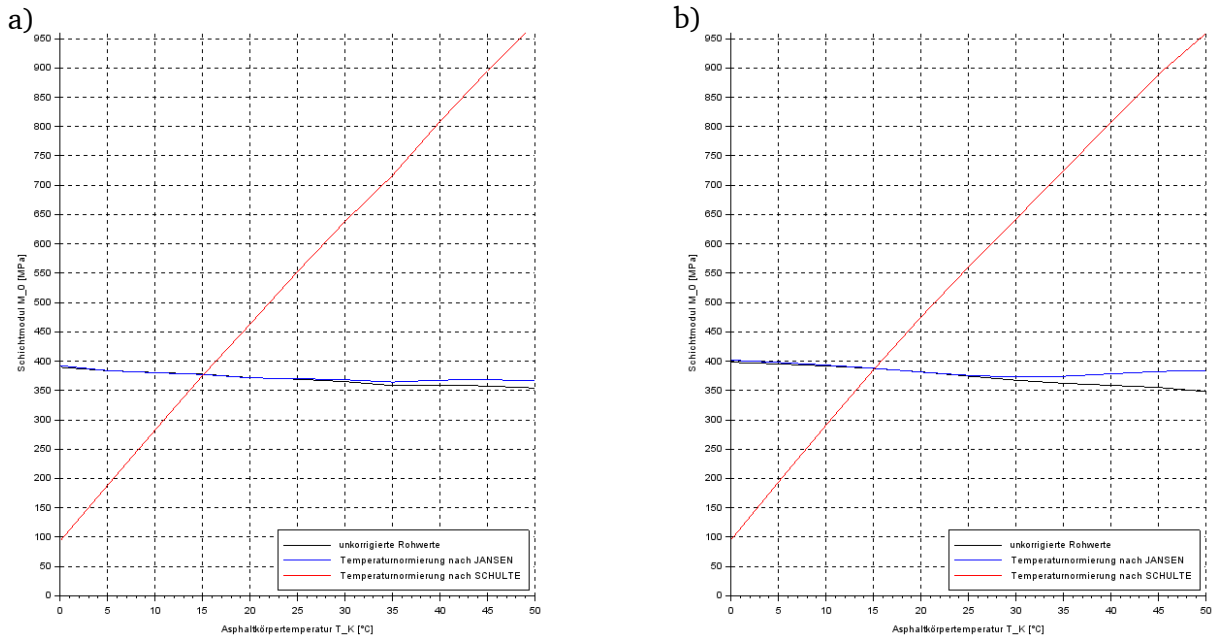 a)
950
900
850
800
750
700
650
600
550
500
450
400
350
300
250
200
150
100
50
0
Schichtmodul M_0 [MPa]
unkorrigierte Rohwerte
Temperaturnormierung nach JANSEN
Temperaturnormierung nach SCHULTE
0 5 10 15 20 25 30 35 40 45 50
Asphaltkörpertemperatur T_K [°C]
b)
950
900
850
800
750
700
650
600
550
500
450
400
350
300
250
200
150
100
50
0
Schichtmodul M_0 [MPa]
unkorrigierte Rohwerte
Temperaturnormierung nach JANSEN
Temperaturnormierung nach SCHULTE
0 5 10 15 20 25 30 35 40 45 50
Asphaltkörpertemperatur T_K [°C]